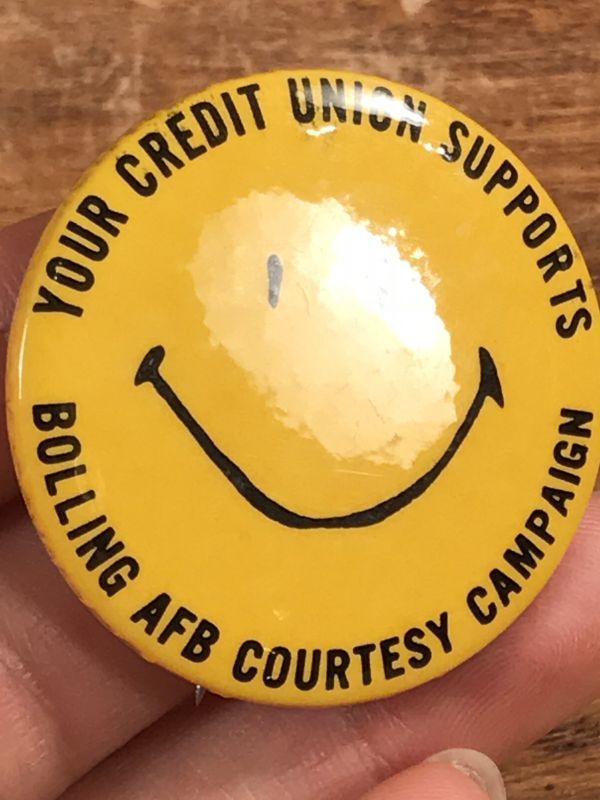 YOUR CREDIT UNION SUPPORTS
BOLLING AFB COURTESY CAMPAIGN